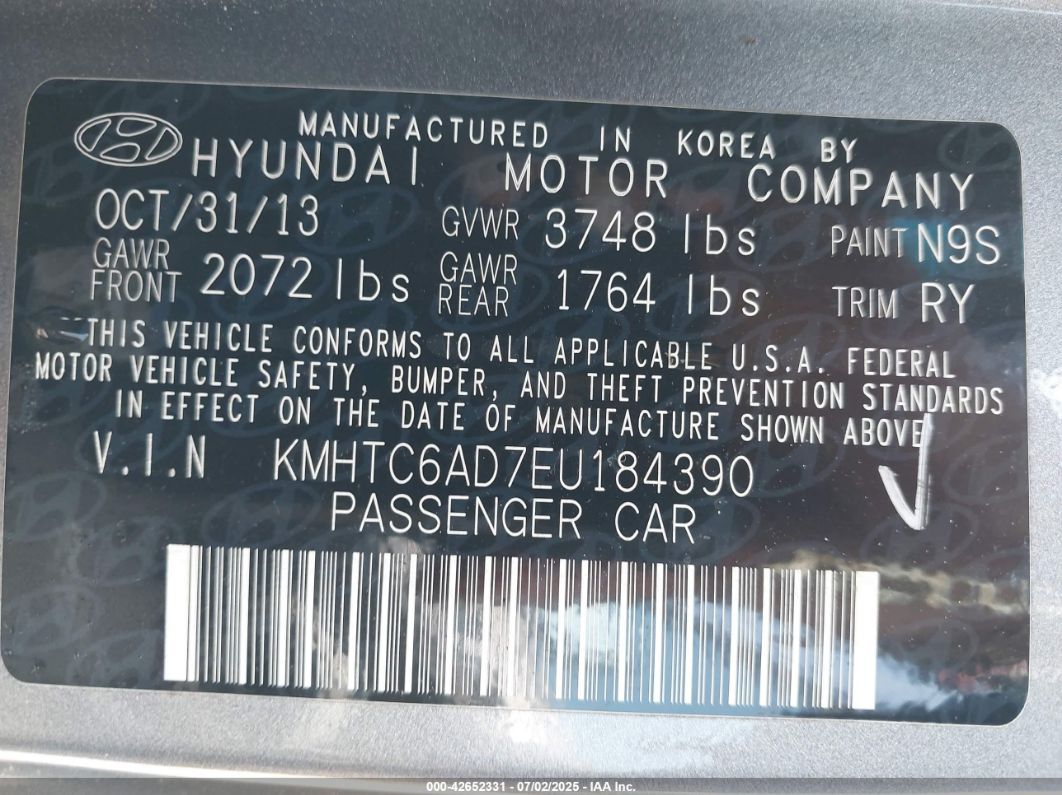 MANUFACTURED IN KOREA BY
HYUNDAI MOTOR COMPANY
OCT/31/13 GVWR 3748 lbs PAINT N9S
GAWR FRONT 2072 lbs GAWR REAR 1764 lbs TRIM RY
THIS VEHICLE CONFORMS TO ALL APPLICABLE U.S.A. FEDERAL
MOTOR VEHICLE SAFETY, BUMPER, AND THEFT PREVENTION STANDARDS
IN EFFECT ON THE DATE OF MANUFACTURE SHOWN ABOVE
V.I.N KMHTC6AD7EU184390
PASSENGER CAR
000-42652331 - 07/02/2025 - IAA Inc.